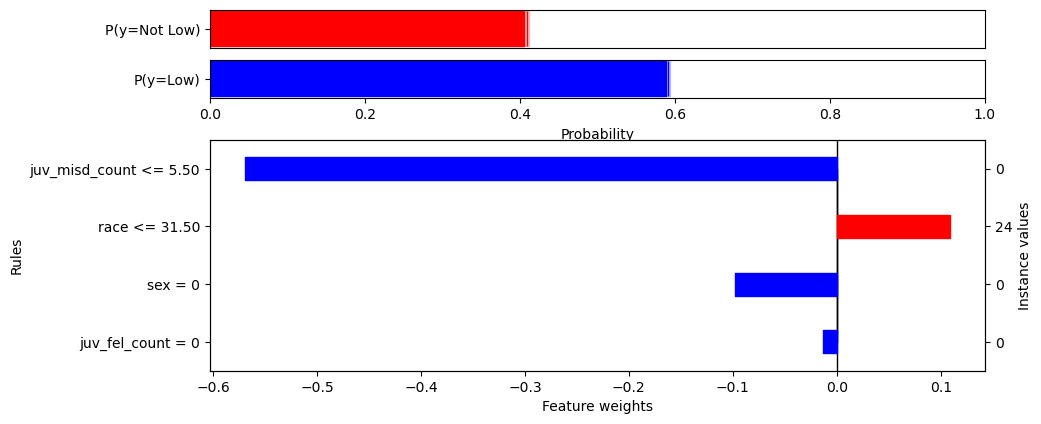 P(y=Not Low)
P(y=Low)
0.0 0.2 0.4 0.6 0.8 1.0
Probability
juv_misd_count <= 5.50 0
race <= 31.50 24
sex = 0 0
juv_fel_count = 0 0
Rules
Instance values
−0.6 −0.5 −0.4 −0.3 −0.2 −0.1 0.0 0.1
Feature weights